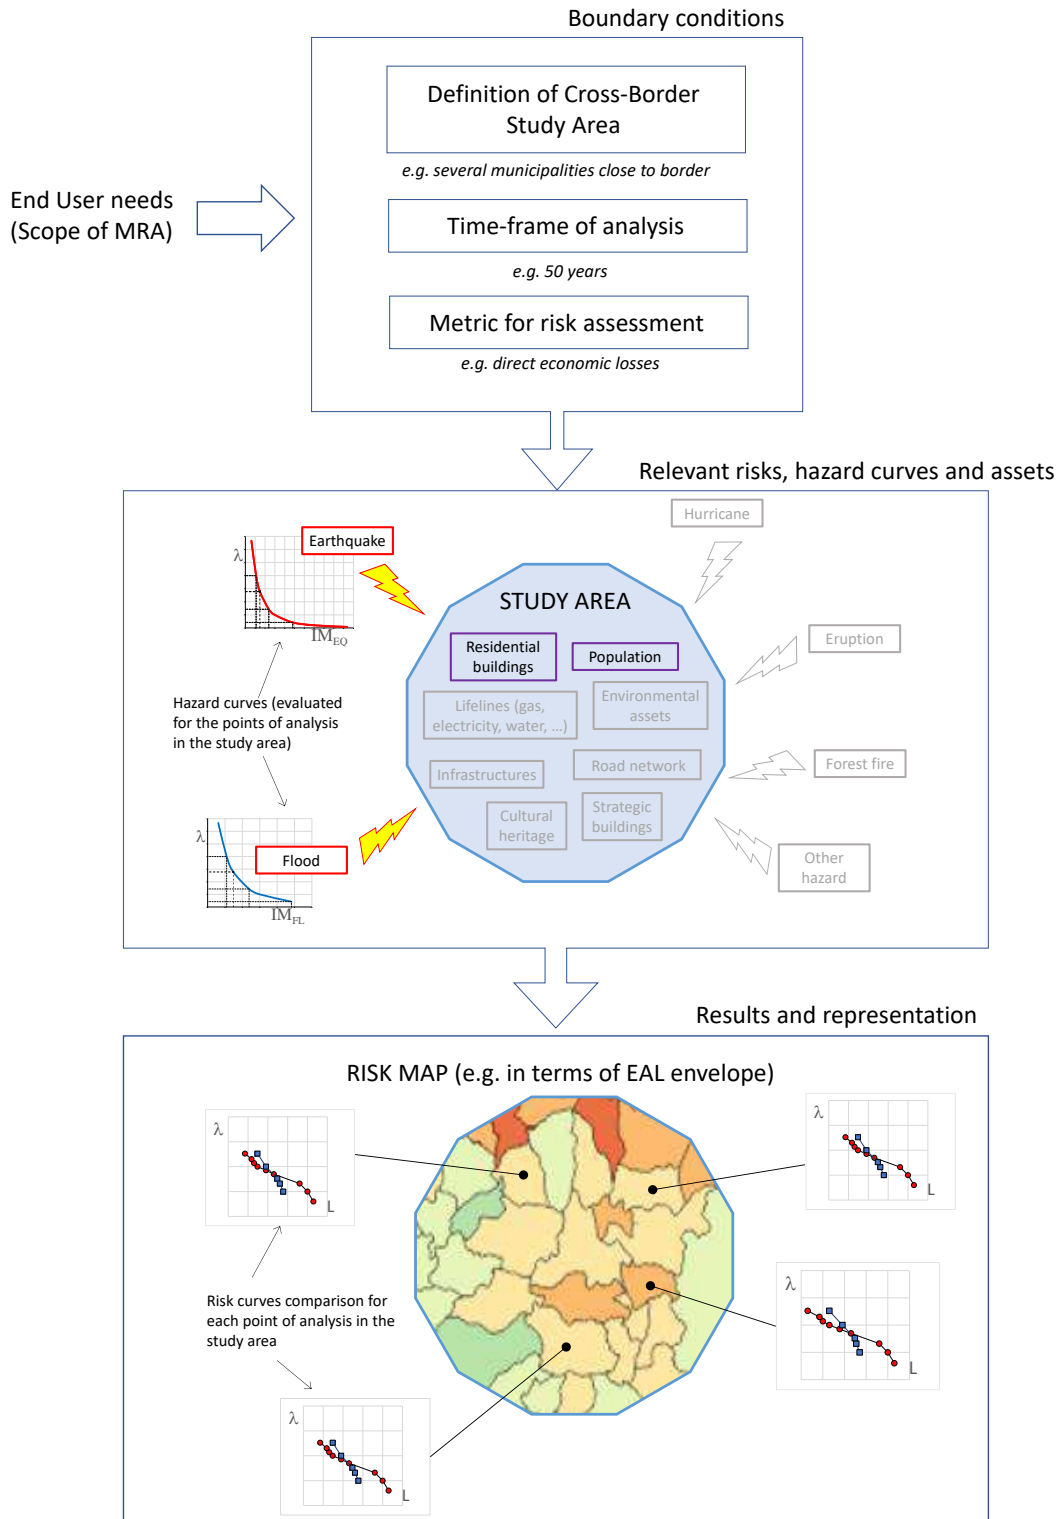 Boundary conditions
Definition of Cross-Border
Study Area
e.g. several municipalities close to border
End User needs
(Scope of MRA)
Time-frame of analysis
e.g. 50 years
Metric for risk assessment
e.g. direct economic losses
Relevant risks, hazard curves and assets
Hurricane
Earthquake
λ
IM_EQ
STUDY AREA
Residential
buildings
Population
Eruption
Lifelines (gas,
electricity, water, ...)
Environmental
assets
Hazard curves (evaluated
for the points of analysis
in the study area)
Infrastructures
Road network
Forest fire
Cultural
heritage
Strategic
buildings
λ
Flood
IM_FL
Other
hazard
Results and representation
RISK MAP (e.g. in terms of EAL envelope)
λ
L
λ
L
Risk curves comparison for
each point of analysis in the
study area
λ
L
λ
L